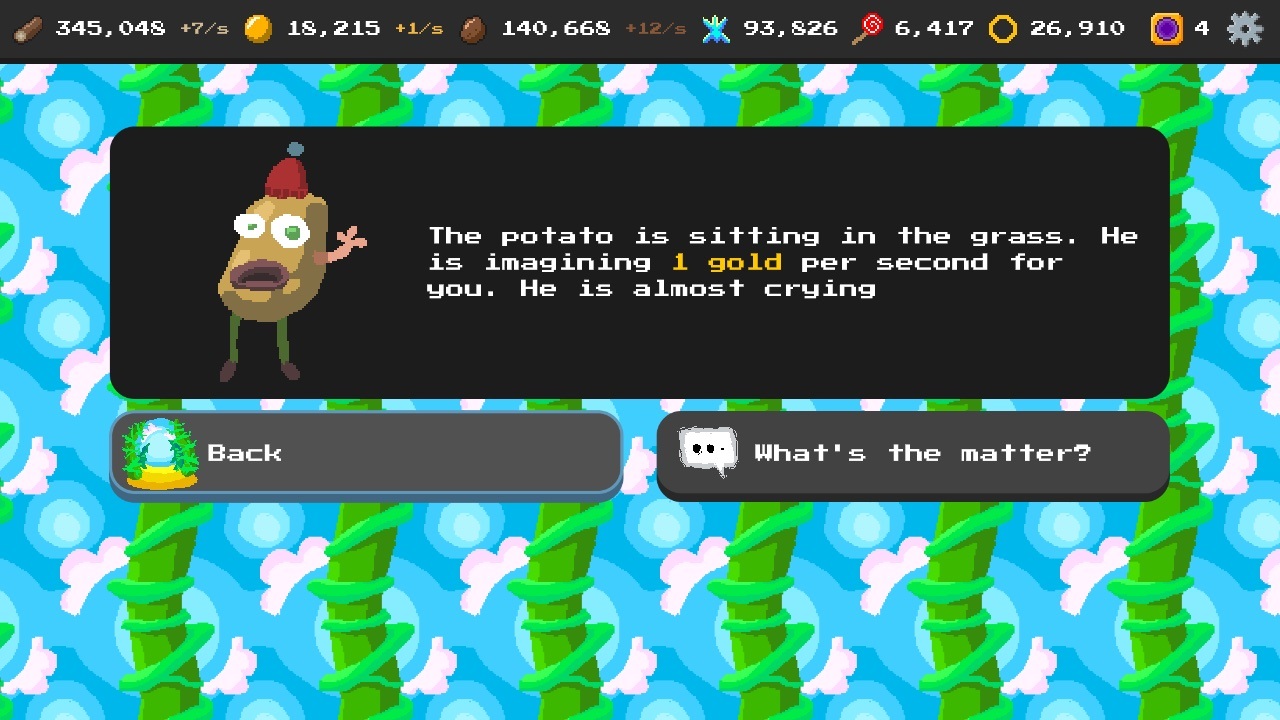 345,048 +7/s 18,215 +1/s 140,668 +12/s 93,826 6,417 26,910 4
The potato is sitting in the grass. He
is imagining 1 gold per second for
you. He is almost crying
Back
What's the matter?